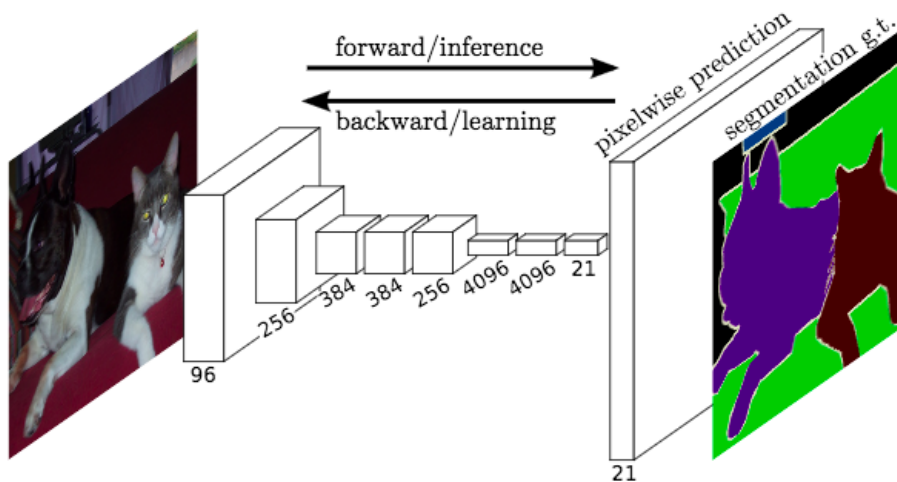 forward/inference
backward/learning
pixelwise prediction
segmentation g.t.
96
256
384
384
256
4096
4096
21
21